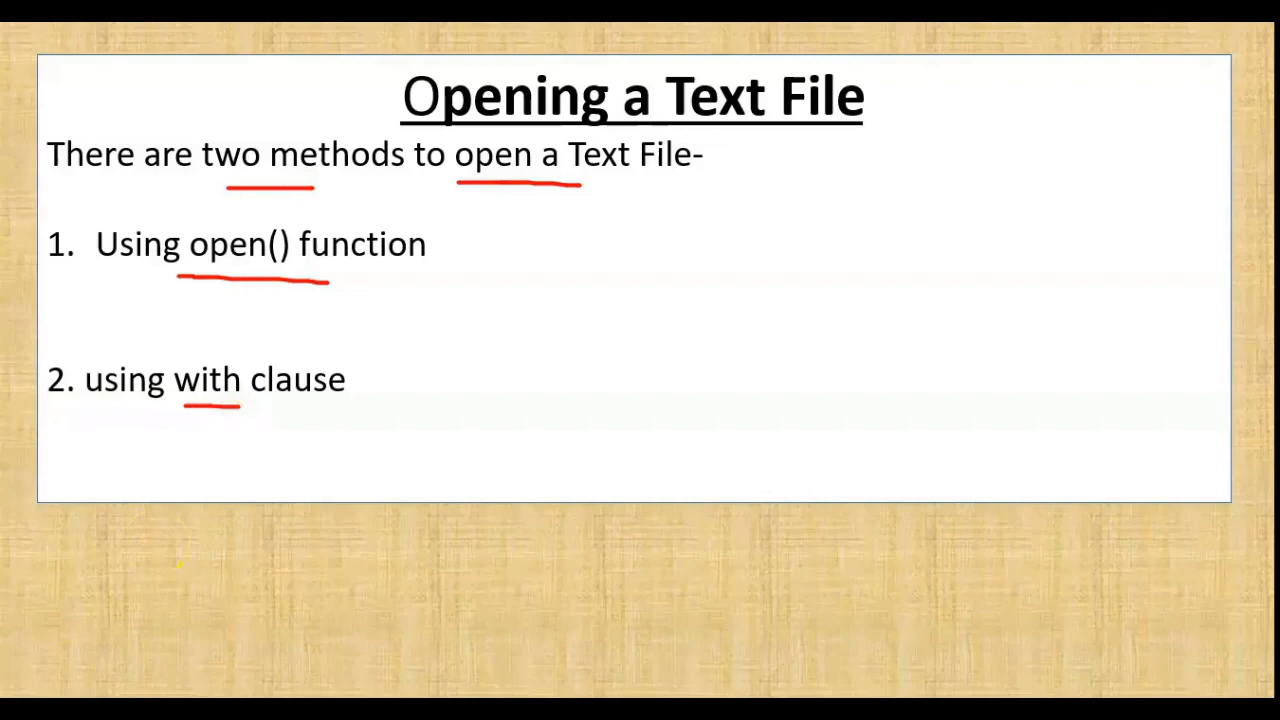 Opening a Text File
There are two methods to open a Text File-
1. Using open() function
2. using with clause